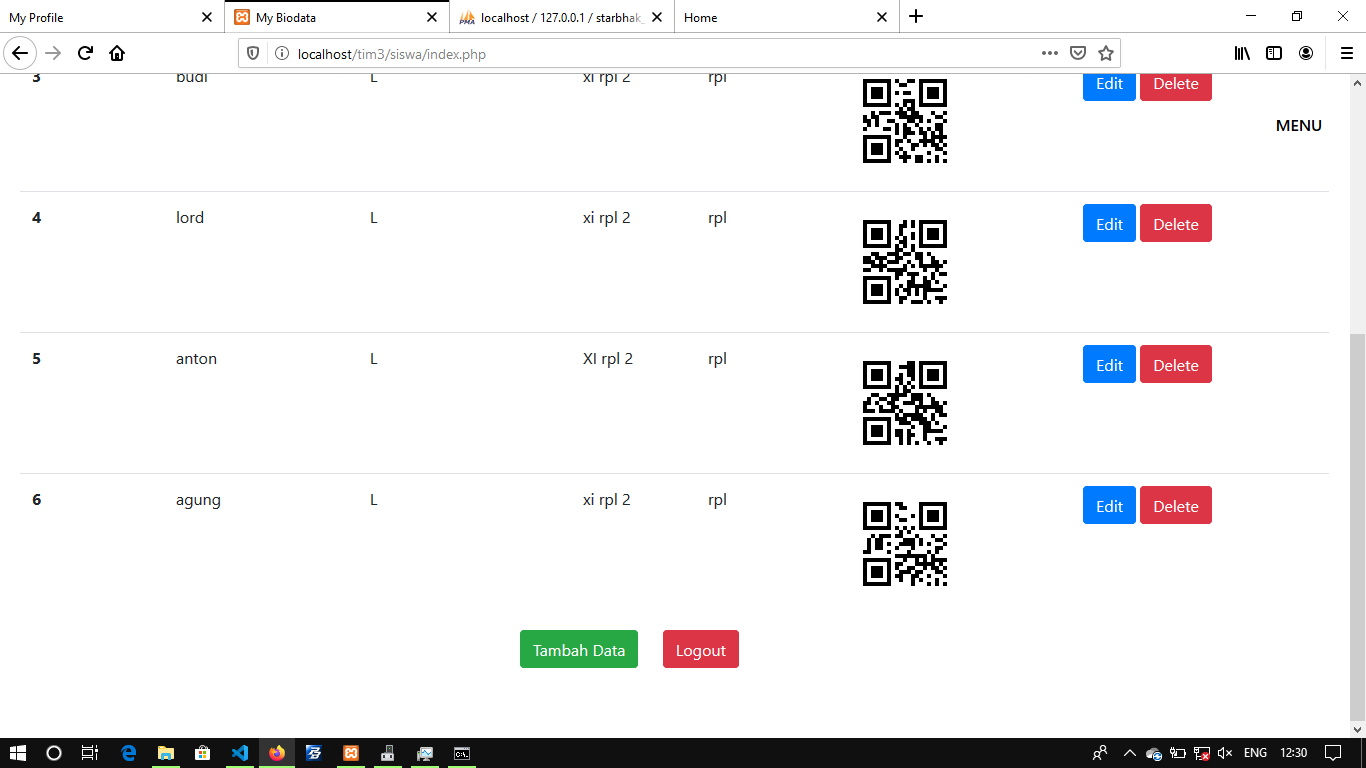 My Profile
My Biodata
localhost / 127.0.0.1 / starbhak_
Home
localhost/tim3/siswa/index.php
3 budi L xi rpl 2 rpl Edit Delete
MENU
4 lord L xi rpl 2 rpl Edit Delete
5 anton L XI rpl 2 rpl Edit Delete
6 agung L xi rpl 2 rpl Edit Delete
Tambah Data Logout
ENG 12:30